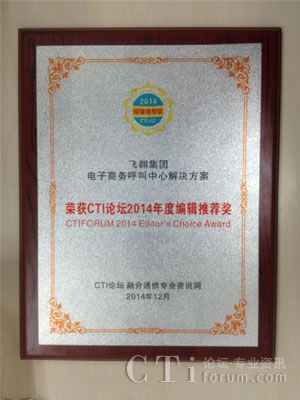 2014
编辑推荐奖
飞翱集团
电子商务呼叫中心解决方案
荣获CTI论坛2014年度编辑推荐奖
CTIFORUM 2014 Editor's Choice Award
CTI论坛 融合通信专业资讯网
2014年12月
CTi论坛·专业资讯
forum.com